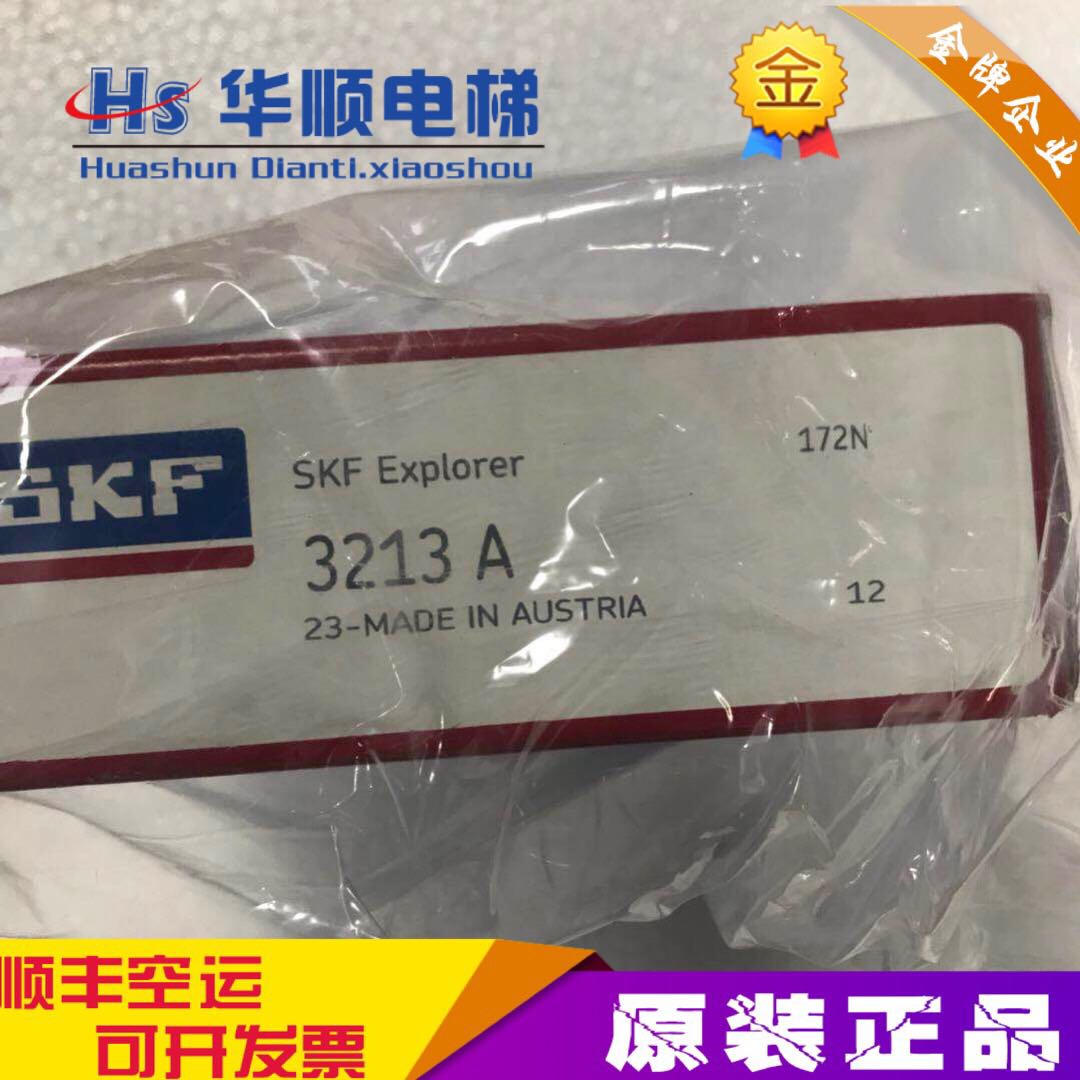 Hs 华顺电梯
Huashun Dianti.xiaoshou
金
金牌企业
SKF
SKF Explorer
172N
3213 A
12
23-MADE IN AUSTRIA
顺丰空运
可开发票
原装正品